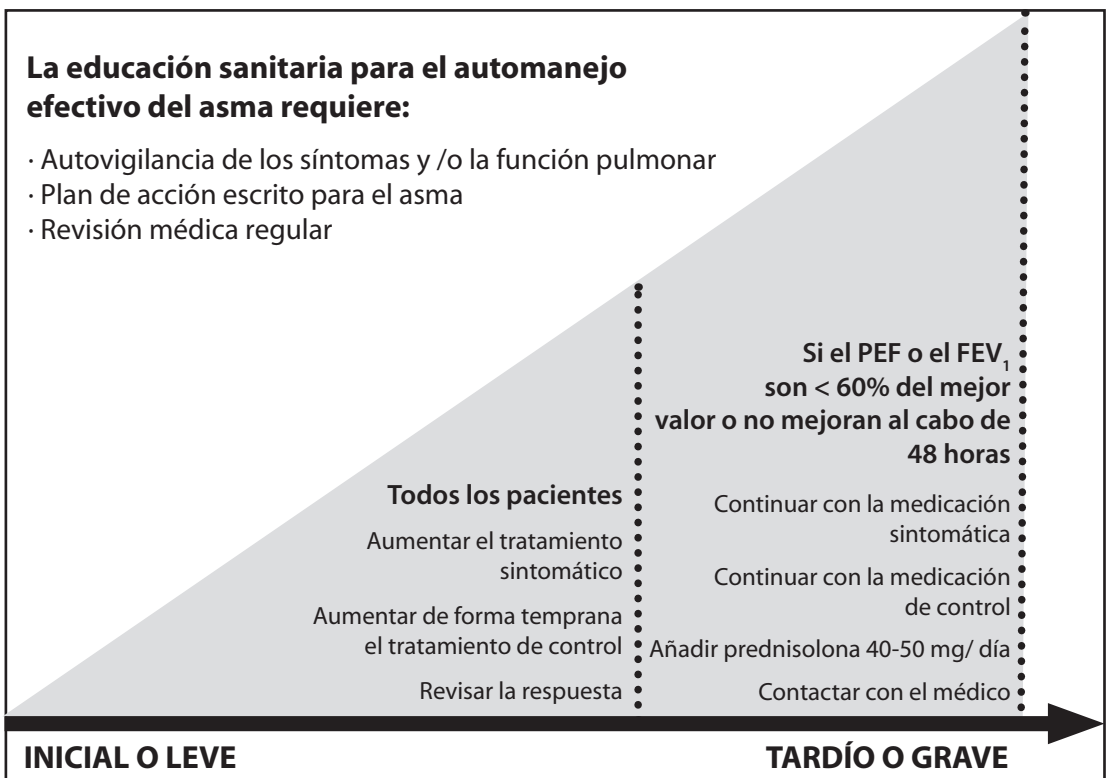 La educación sanitaria para el automanejo
efectivo del asma requiere:
· Autovigilancia de los síntomas y /o la función pulmonar
· Plan de acción escrito para el asma
· Revisión médica regular
Todos los pacientes
Aumentar el tratamiento
sintomático
Aumentar de forma temprana
el tratamiento de control
Revisar la respuesta
Si el PEF o el FEV₁
son < 60% del mejor
valor o no mejoran al cabo de
48 horas
Continuar con la medicación
sintomática
Continuar con la medicación
de control
Añadir prednisolona 40-50 mg/ día
Contactar con el médico
INICIAL O LEVE
TARDÍO O GRAVE